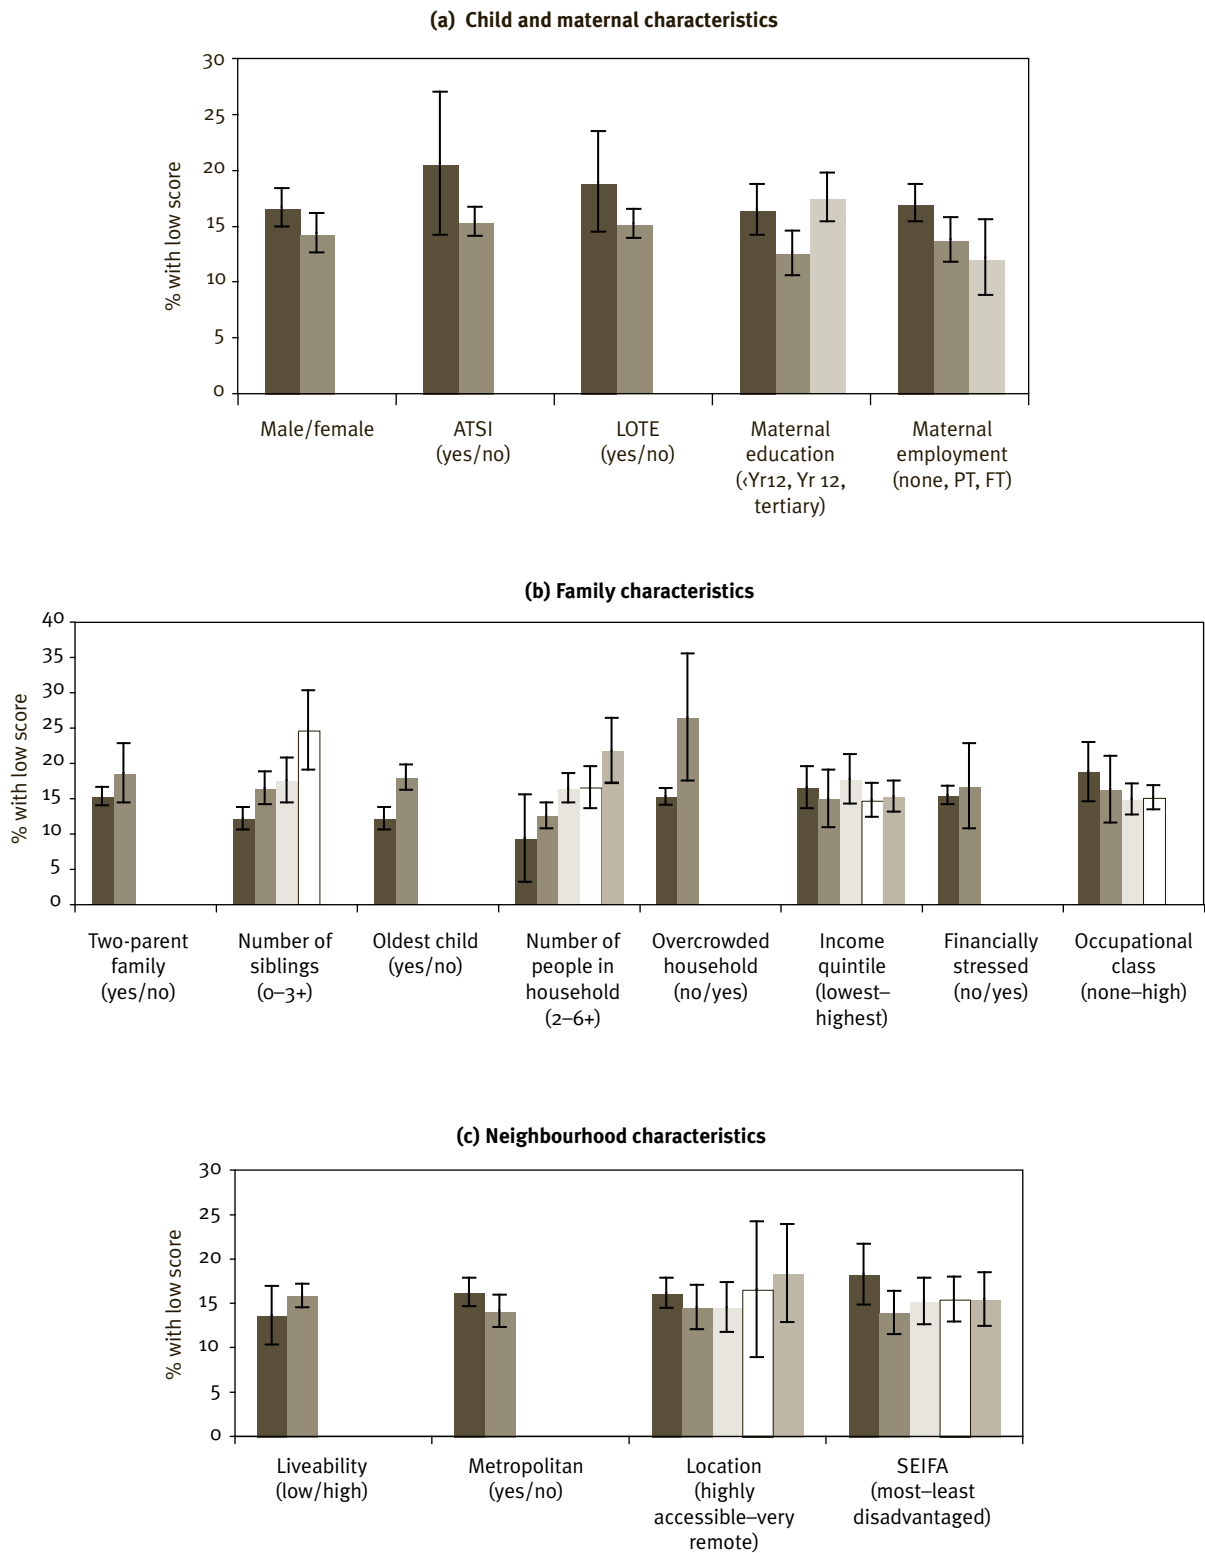 (a) Child and maternal characteristics
30
25
20
15
10
5
0
% with low score
Male/female
ATSI
(yes/no)
LOTE
(yes/no)
Maternal
education
(‹Yr12, Yr 12,
tertiary)
Maternal
employment
(none, PT, FT)
(b) Family characteristics
40
35
30
25
20
15
10
5
0
% with low score
Two-parent
family
(yes/no)
Number of
siblings
(0–3+)
Oldest child
(yes/no)
Number of
people in
household
(2–6+)
Overcrowded
household
(no/yes)
Income
quintile
(lowest–
highest)
Financially
stressed
(no/yes)
Occupational
class
(none–high)
(c) Neighbourhood characteristics
30
25
20
15
10
5
0
% with low score
Liveability
(low/high)
Metropolitan
(yes/no)
Location
(highly
accessible–very
remote)
SEIFA
(most–least
disadvantaged)